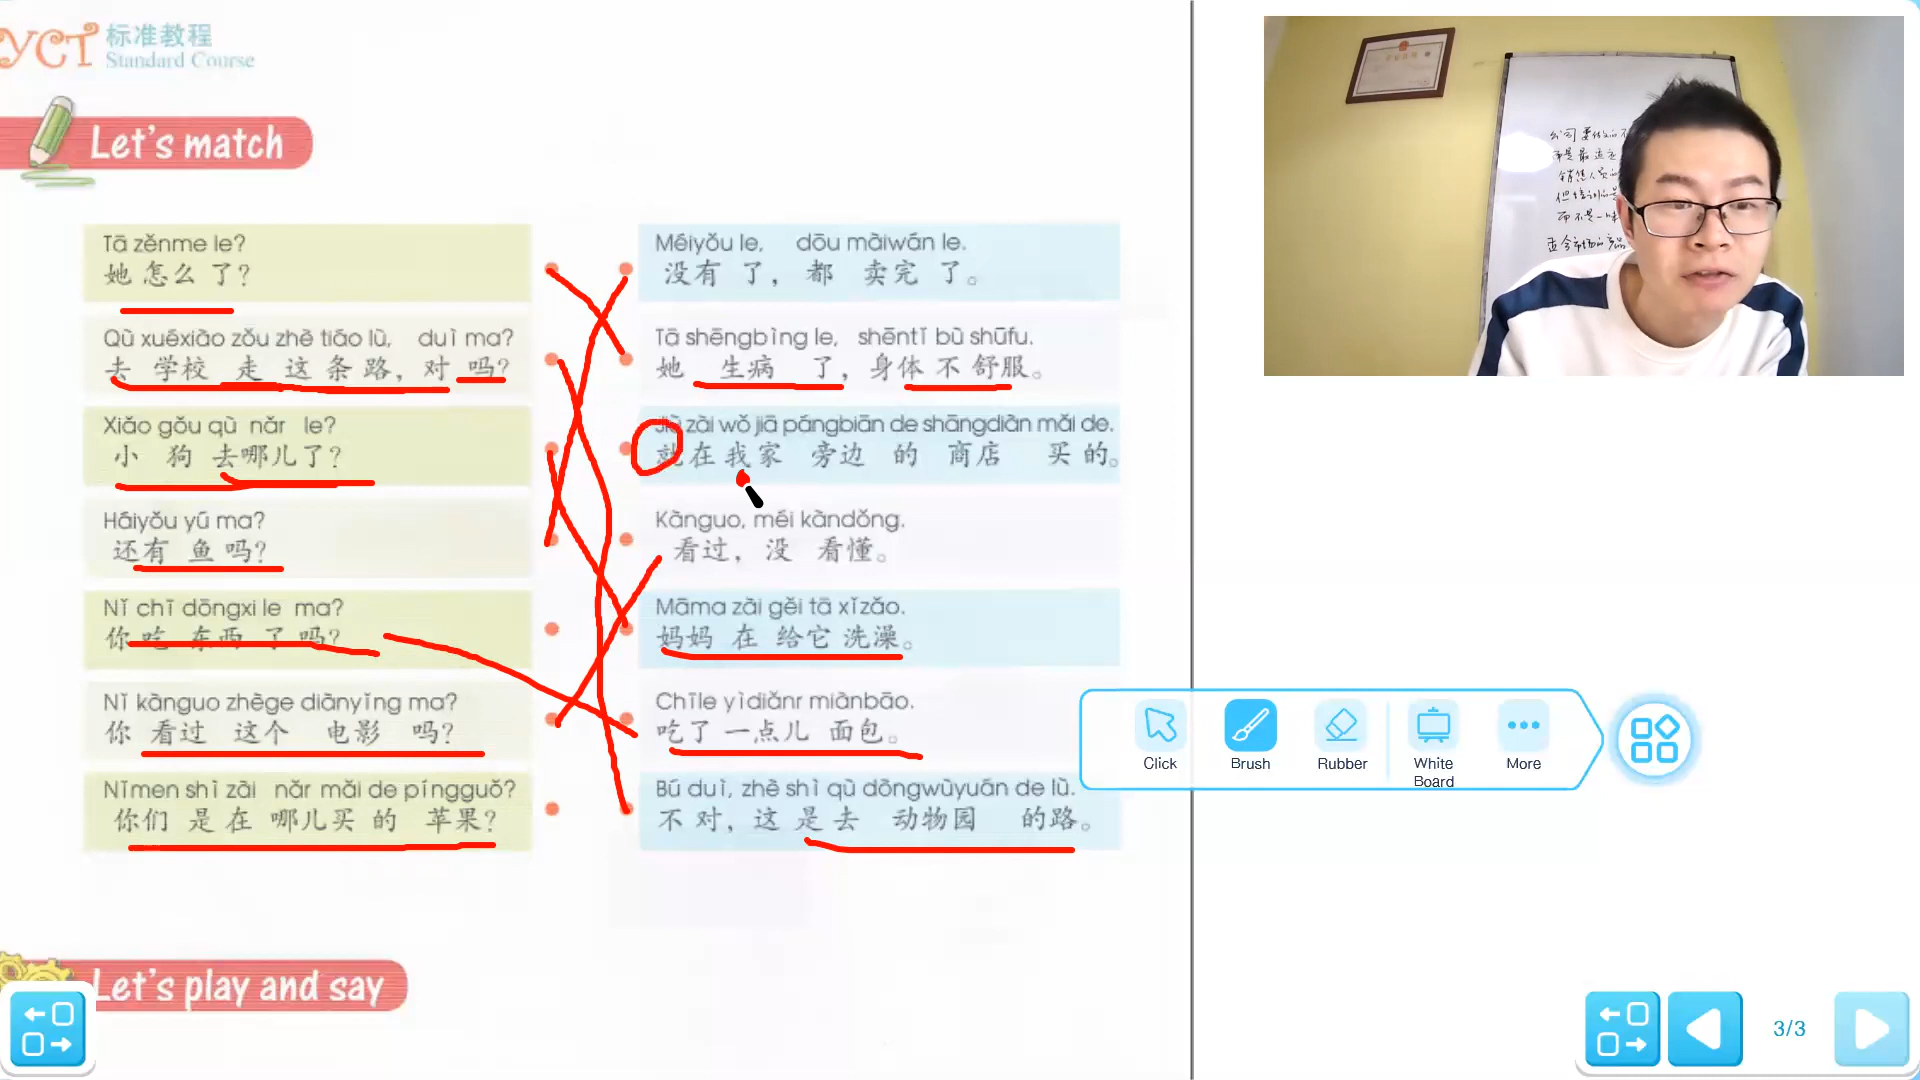 YCT 标准教程
Standard Course
Let's match
Tā zěnme le?
她 怎么 了?
Qù xuéxiào zǒu zhè tiáo lù, duì ma?
去 学校 走 这 条 路, 对 吗?
Xiǎo gǒu qù nǎr le?
小 狗 去哪儿了?
Háiyǒu yú ma?
还有 鱼 吗?
Nǐ chī dōngxi le ma?
你吃 东西 了吗?
Nǐ kànguo zhège diànyǐng ma?
你 看过 这个 电影 吗?
Nǐmen shì zài nǎr mǎi de píngguǒ?
你们 是 在 哪儿买 的 苹果?
Méiyǒu le, dōu màiwán le.
没有 了, 都 卖完 了。
Tā shēngbìng le, shēntǐ bù shūfu.
她 生病 了, 身体 不 舒服。
Jiù zài wǒ jiā pángbiān de shāngdiàn mǎi de.
就 在 我 家 旁边 的 商店 买 的。
Kànguo, méi kàndǒng.
看过, 没 看懂。
Māma zài gěi tā xǐzǎo.
妈妈 在 给它 洗澡。
Chīle yìdiǎnr miànbāo.
吃了 一点儿 面包。
Bú duì, zhè shì qù dòngwùyuán de lù.
不 对, 这 是 去 动物园 的路。
Let's play and say
Click
Brush
Rubber
White Board
More
3/3